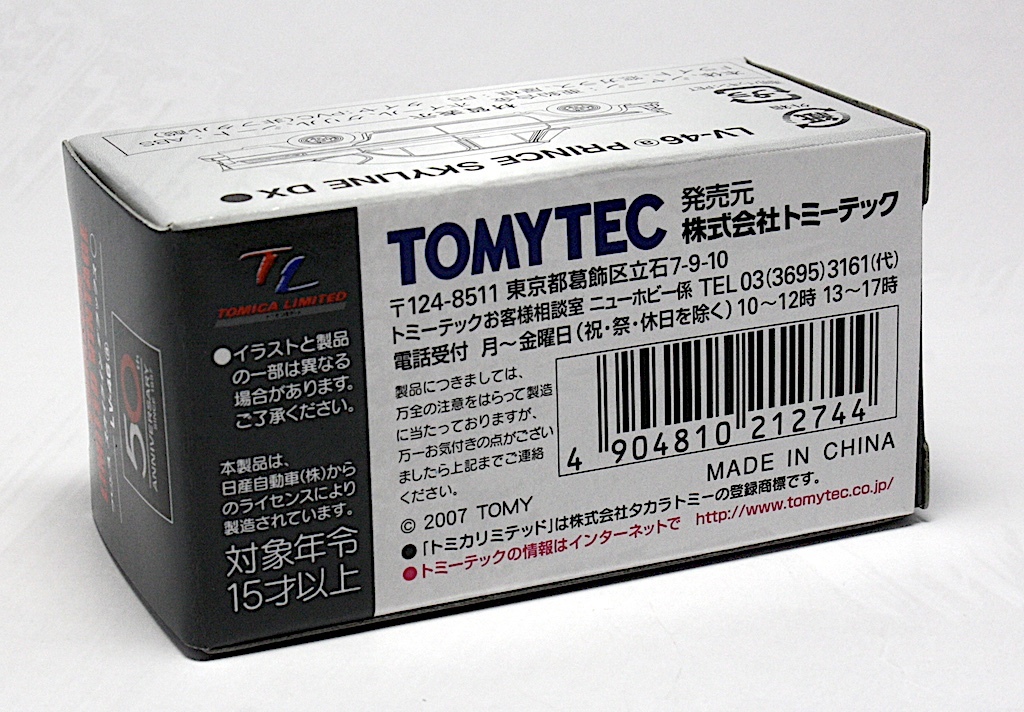 LV-46ⓐ PRINCE SKYLINE DX●
外箱
紙
TL
TOMICA LIMITED
●イラストと製品
の一部は異なる
場合があります。
ご了承ください。
本製品は、
日産自動車(株)から
のライセンスにより
製造されています。
対象年令
15才以上
TOMYTEC
発売元
株式会社トミーテック
〒124-8511 東京都葛飾区立石7-9-10
トミーテックお客様相談室 ニューホビー係 TEL 03(3695)3161(代)
電話受付 月～金曜日(祝・祭・休日を除く) 10～12時 13～17時
製品につきましては、
万全の注意をはらって製造
に当たっておりますが、
万一お気付きの点がござい
ましたら上記までご連絡
ください。
4 904810 212744
MADE IN CHINA
© 2007 TOMY
●「トミカリミテッド」は株式会社タカラトミーの登録商標です。
●トミーテックの情報はインターネットで http://www.tomytec.co.jp/
50
ANNIVERSARY